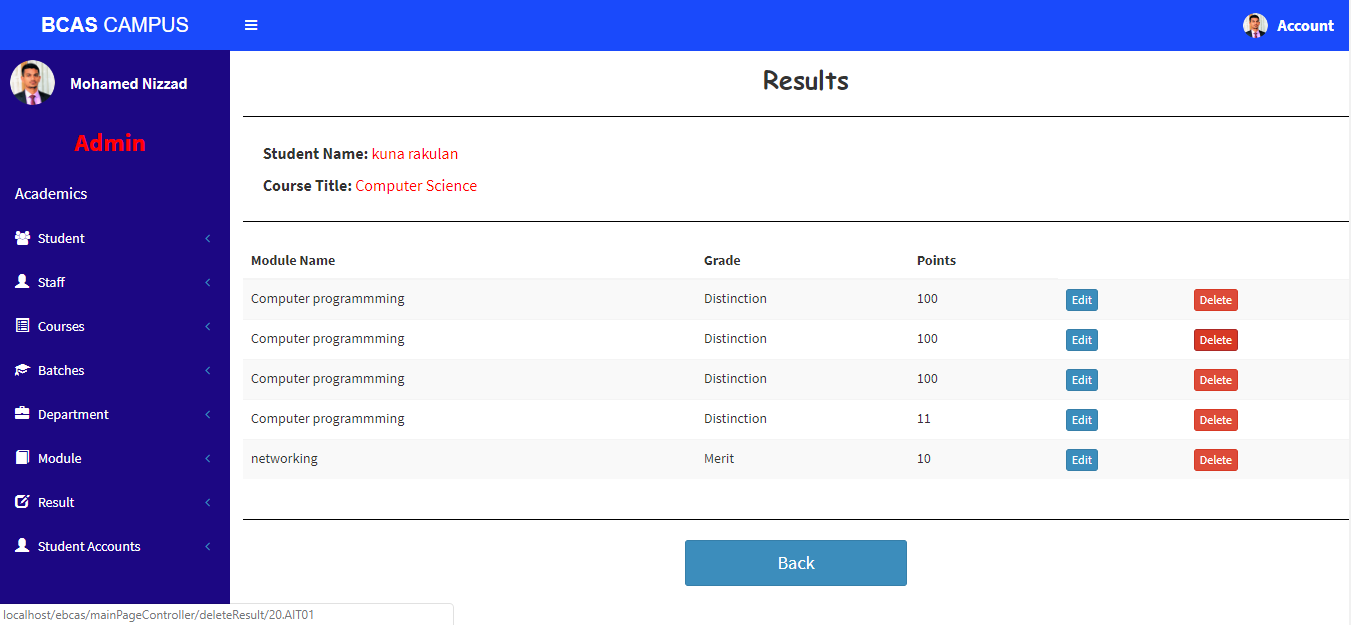 BCAS CAMPUS
Account
Mohamed Nizzad
Admin
Academics
Student
Staff
Courses
Batches
Department
Module
Result
Student Accounts
Results
Student Name: kuna rakulan
Course Title: Computer Science
Module Name Grade Points
Computer programmming Distinction 100 Edit Delete
Computer programmming Distinction 100 Edit Delete
Computer programmming Distinction 100 Edit Delete
Computer programmming Distinction 11 Edit Delete
networking Merit 10 Edit Delete
Back
localhost/ebcas/mainPageController/deleteResult/20.AIT01